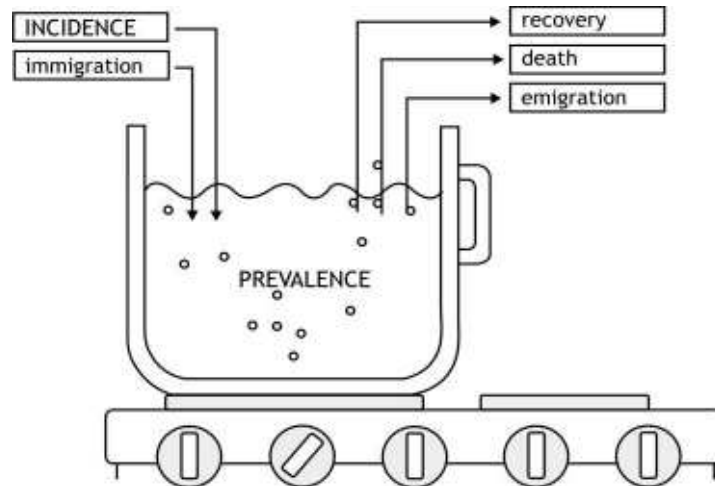 INCIDENCE
immigration
recovery
death
emigration
PREVALENCE